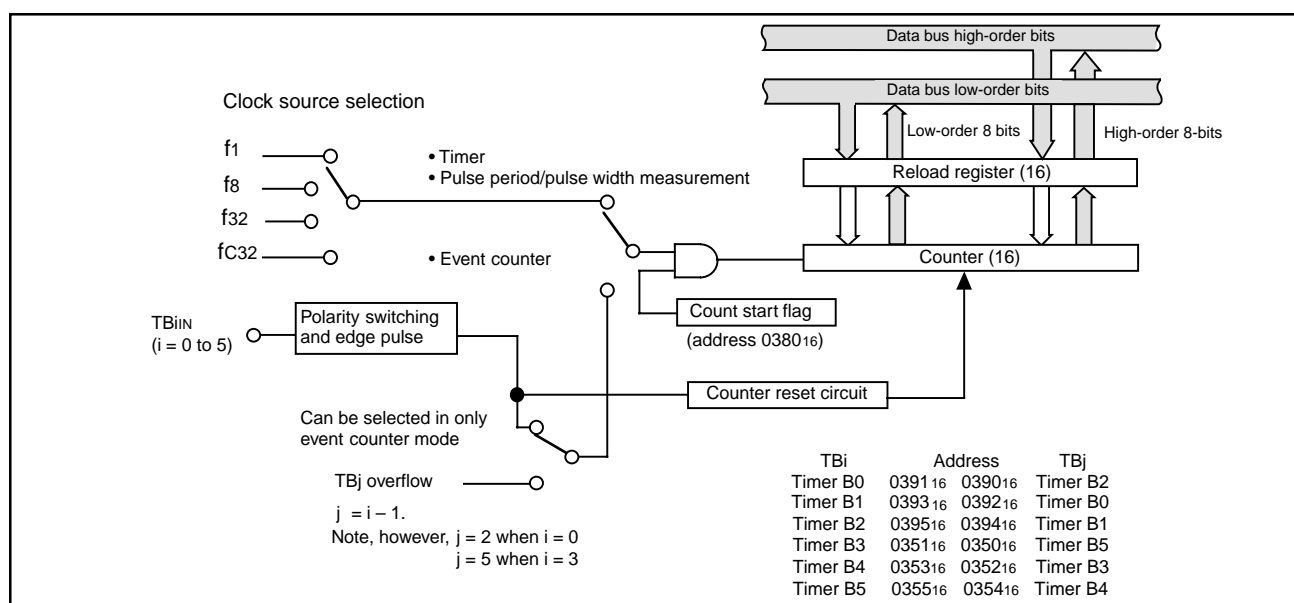 Data bus high-order bits
Data bus low-order bits
Clock source selection
Low-order 8 bits
High-order 8-bits
f1
f8
f32
fC32
• Timer
• Pulse period/pulse width measurement
• Event counter
Reload register (16)
Counter (16)
Count start flag
(address 038016)
TBiIN
(i = 0 to 5)
Polarity switching
and edge pulse
Counter reset circuit
Can be selected in only
event counter mode
TBj overflow
j = i – 1.
Note, however, j = 2 when i = 0
j = 5 when i = 3
TBi Address TBj
Timer B0 039116 039016 Timer B2
Timer B1 039316 039216 Timer B0
Timer B2 039516 039416 Timer B1
Timer B3 035116 035016 Timer B5
Timer B4 035316 035216 Timer B3
Timer B5 035516 035416 Timer B4